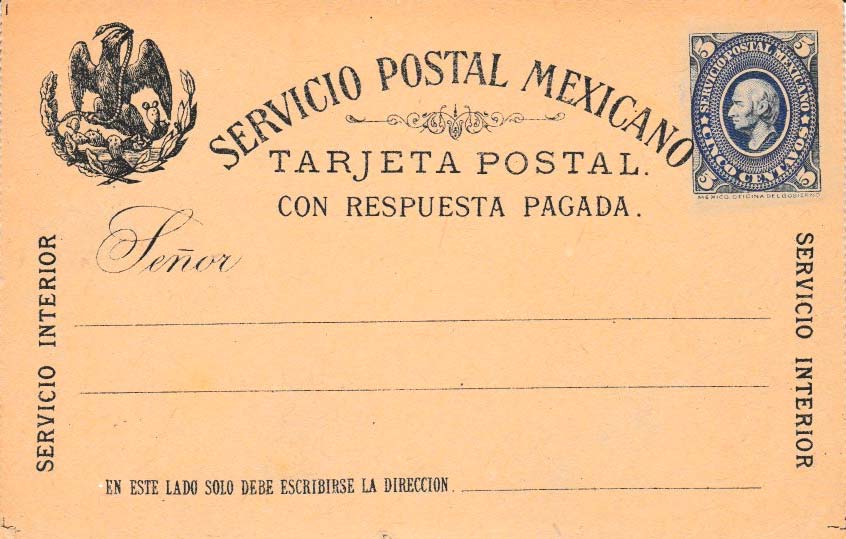 SERVICIO POSTAL MEXICANO
5 5
SERVICIO POSTAL MEXICANO
CINCO CENTAVOS
5 5
MEXICO. OFICINA DEL GOBIERNO
TARJETA POSTAL.
CON RESPUESTA PAGADA.
Señor
SERVICIO INTERIOR
SERVICIO INTERIOR
EN ESTE LADO SOLO DEBE ESCRIBIRSE LA DIRECCION.